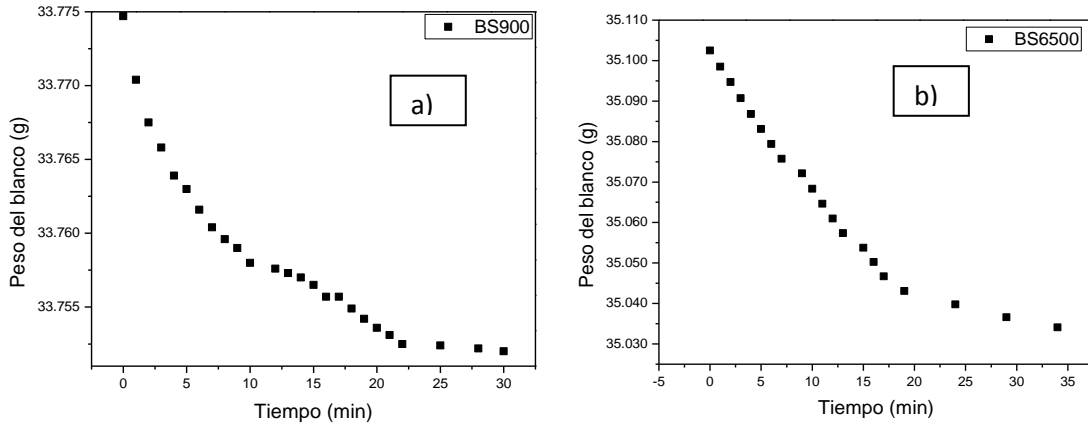 33.775
33.770
33.765
33.760
33.755
Peso del blanco (g)
BS900
a)
0 5 10 15 20 25 30
Tiempo (min)
35.110
35.100
35.090
35.080
35.070
35.060
35.050
35.040
35.030
Peso del blanco (g)
BS6500
b)
-5 0 5 10 15 20 25 30 35
Tiempo (min)